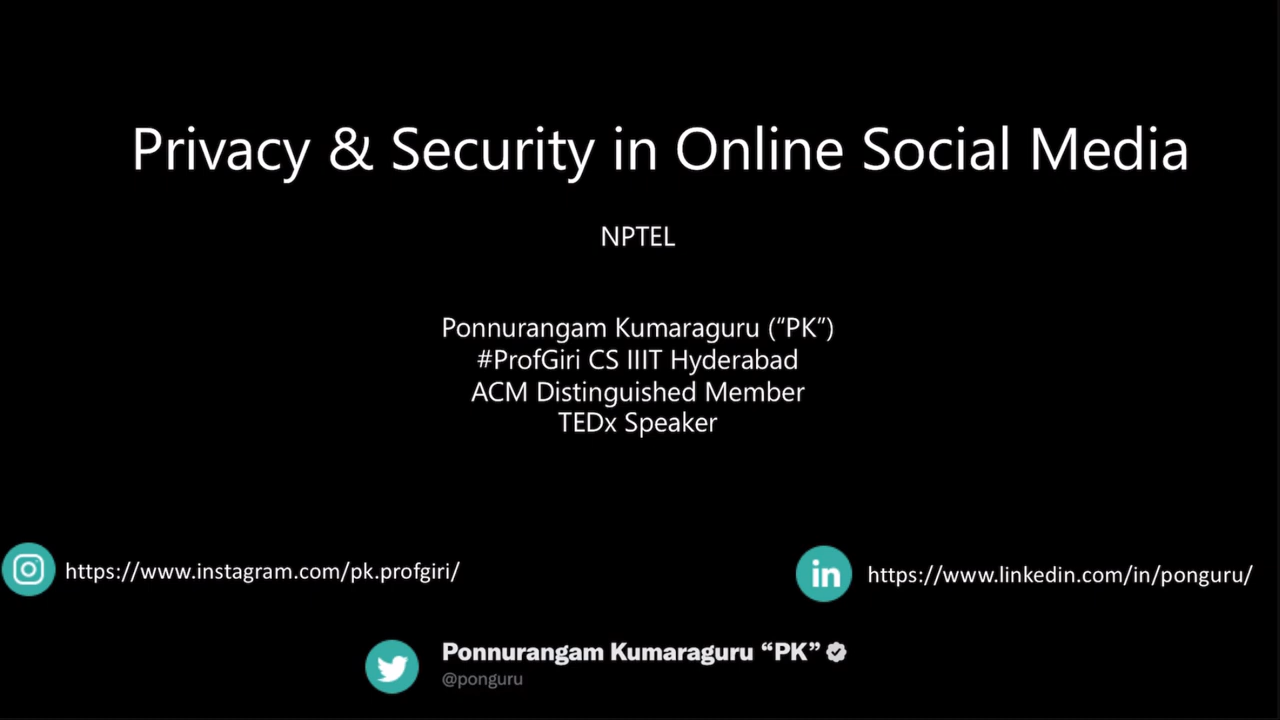 Privacy & Security in Online Social Media
NPTEL
Ponnurangam Kumaraguru (“PK”)
#ProfGiri CS IIIT Hyderabad
ACM Distinguished Member
TEDx Speaker
https://www.instagram.com/pk.profgiri/
in https://www.linkedin.com/in/ponguru/
Ponnurangam Kumaraguru “PK”
@ponguru